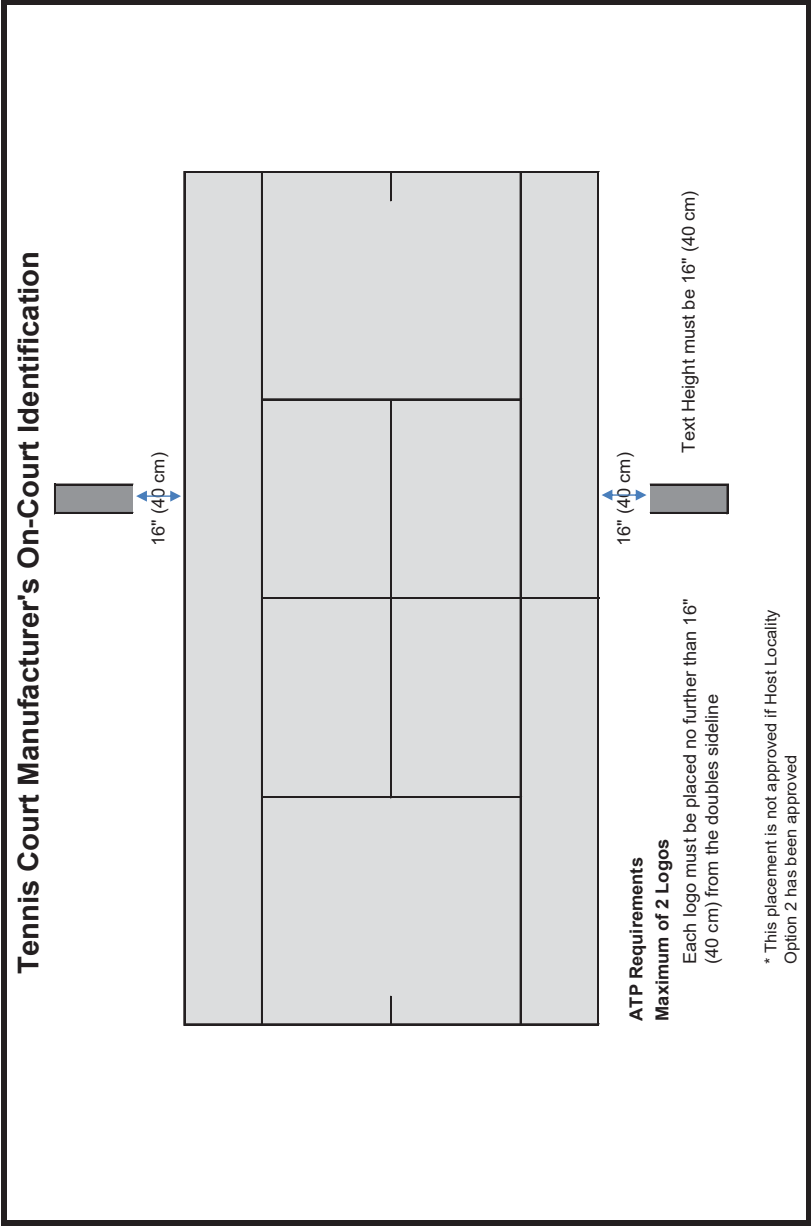 Tennis Court Manufacturer's On-Court Identification
16" (40 cm)
16" (40 cm)
ATP Requirements
Maximum of 2 Logos
Each logo must be placed no further than 16"
(40 cm) from the doubles sideline
Text Height must be 16" (40 cm)
* This placement is not approved if Host Locality
Option 2 has been approved